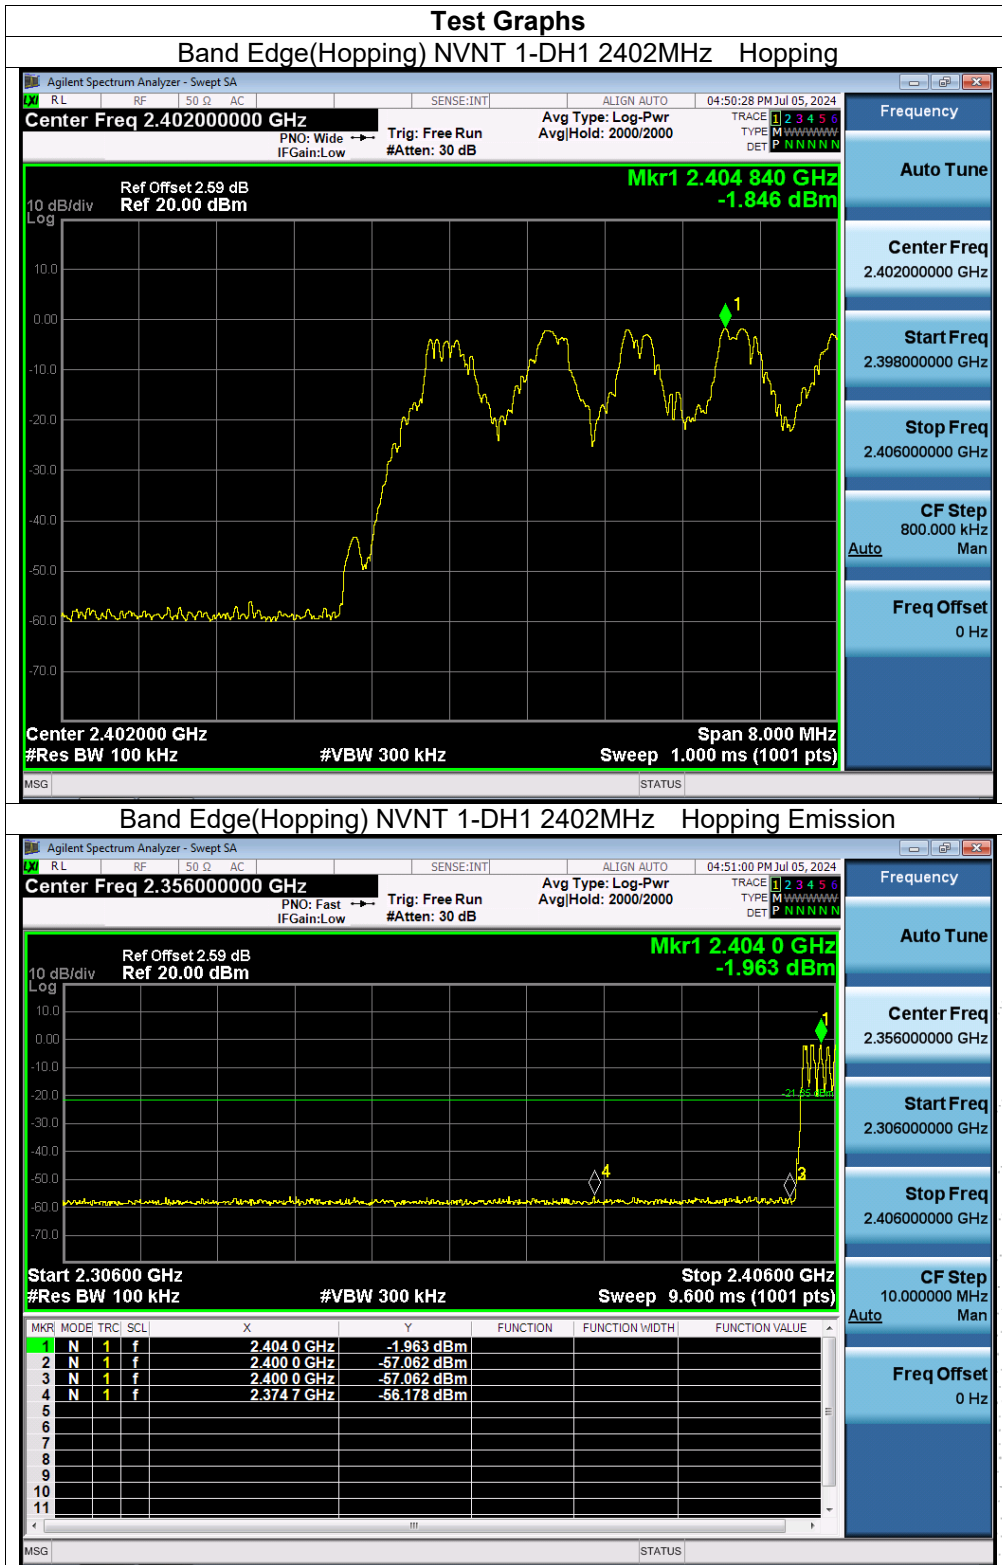 Test Graphs
Band Edge(Hopping) NVNT 1-DH1 2402MHz Hopping
Agilent Spectrum Analyzer - Swept SA
LXI RL RF 50 Ω AC SENSE:INT ALIGN AUTO 04:50:28 PM Jul 05, 2024
Center Freq 2.402000000 GHz
PNO: Wide
IFGain:Low
Trig: Free Run
#Atten: 30 dB
Avg Type: Log-Pwr
Avg|Hold: 2000/2000
TRACE 1 2 3 4 5 6
TYPE M WWWWW
DET P N N N N N
Frequency
Auto Tune
Center Freq
2.402000000 GHz
Start Freq
2.398000000 GHz
Stop Freq
2.406000000 GHz
CF Step
800.000 kHz
Auto Man
Freq Offset
0 Hz
Mkr1 2.404 840 GHz
-1.846 dBm
Ref Offset 2.59 dB
10 dB/div Ref 20.00 dBm
Log
10.0
0.00
-10.0
-20.0
-30.0
-40.0
-50.0
-60.0
-70.0
1
Center 2.402000 GHz Span 8.000 MHz
#Res BW 100 kHz #VBW 300 kHz Sweep 1.000 ms (1001 pts)
MSG STATUS
Band Edge(Hopping) NVNT 1-DH1 2402MHz Hopping Emission
Agilent Spectrum Analyzer - Swept SA
LXI RL RF 50 Ω AC SENSE:INT ALIGN AUTO 04:51:00 PM Jul 05, 2024
Center Freq 2.356000000 GHz
PNO: Fast
IFGain:Low
Trig: Free Run
#Atten: 30 dB
Avg Type: Log-Pwr
Avg|Hold: 2000/2000
TRACE 1 2 3 4 5 6
TYPE M WWWWW
DET P N N N N N
Frequency
Auto Tune
Center Freq
2.356000000 GHz
Start Freq
2.306000000 GHz
Stop Freq
2.406000000 GHz
CF Step
10.000000 MHz
Auto Man
Freq Offset
0 Hz
Mkr1 2.404 0 GHz
-1.963 dBm
Ref Offset 2.59 dB
10 dB/div Ref 20.00 dBm
Log
10.0
0.00
-10.0
-20.0
-30.0
-40.0
-50.0
-60.0
-70.0
1
-21.85 dBm
4
3
Start 2.30600 GHz Stop 2.40600 GHz
#Res BW 100 kHz #VBW 300 kHz Sweep 9.600 ms (1001 pts)
MKR MODE TRC SCL X Y FUNCTION FUNCTION WIDTH FUNCTION VALUE
1 N 1 f 2.404 0 GHz -1.963 dBm
2 N 1 f 2.400 0 GHz -57.062 dBm
3 N 1 f 2.400 0 GHz -57.062 dBm
4 N 1 f 2.374 7 GHz -56.178 dBm
5
6
7
8
9
10
11
MSG STATUS